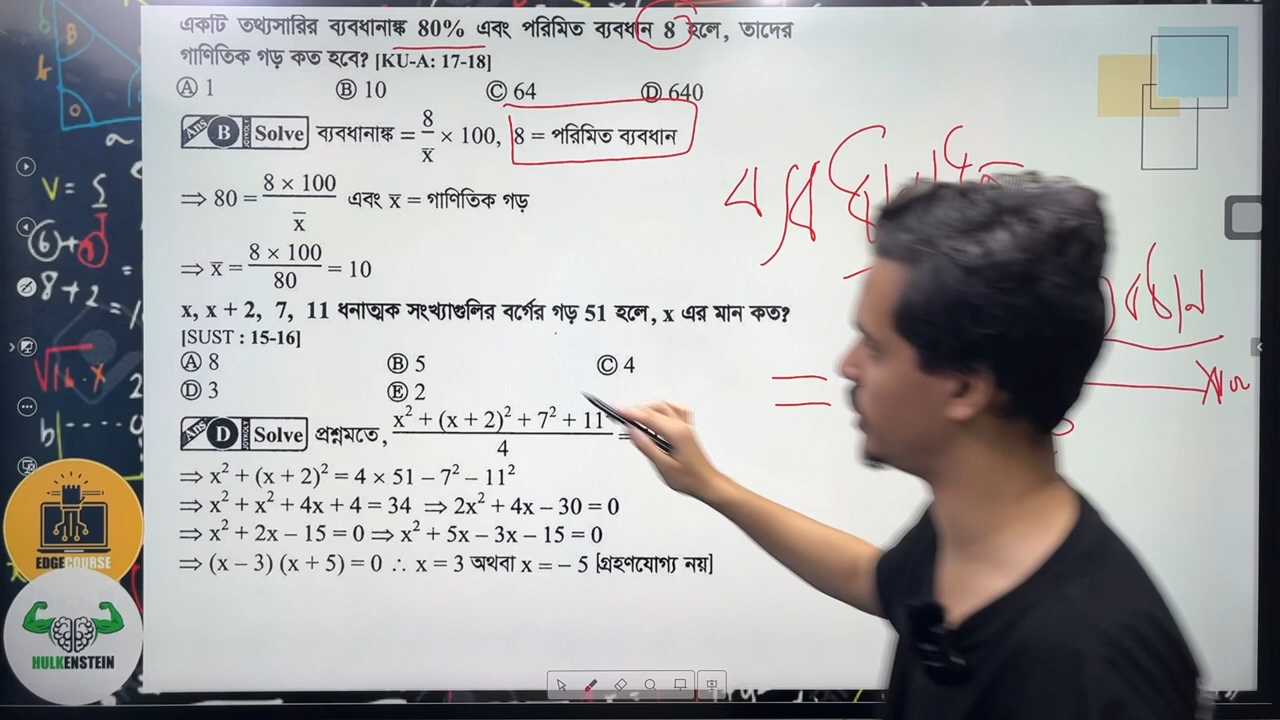 একটি তথ্যসারির ব্যবধানাঙ্ক 80% এবং পরিমিত ব্যবধান 8 হলে, তাদের
গাণিতিক গড় কত হবে? [KU-A: 17-18]
Ⓐ 1 Ⓑ 10 Ⓒ 64 Ⓓ 640
Ans B Solve ব্যবধানাঙ্ক = 8/x̅ × 100, 8 = পরিমিত ব্যবধান
⇒ 80 = (8 × 100)/x̅ এবং x̅ = গাণিতিক গড়
⇒ x̅ = (8 × 100)/80 = 10
x, x + 2, 7, 11 ধনাত্মক সংখ্যাগুলির বর্গের গড় 51 হলে, x এর মান কত?
[SUST : 15-16]
Ⓐ 8 Ⓑ 5 Ⓒ 4
Ⓓ 3 Ⓔ 2
Ans D Solve প্রশ্নমতে, (x² + (x + 2)² + 7² + 11²)/4 =
⇒ x² + (x + 2)² = 4 × 51 – 7² – 11²
⇒ x² + x² + 4x + 4 = 34 ⇒ 2x² + 4x – 30 = 0
⇒ x² + 2x – 15 = 0 ⇒ x² + 5x – 3x – 15 = 0
⇒ (x – 3) (x + 5) = 0 ∴ x = 3 অথবা x = – 5 [গ্রহণযোগ্য নয়]
EDGECOURSE
HULKENSTEIN